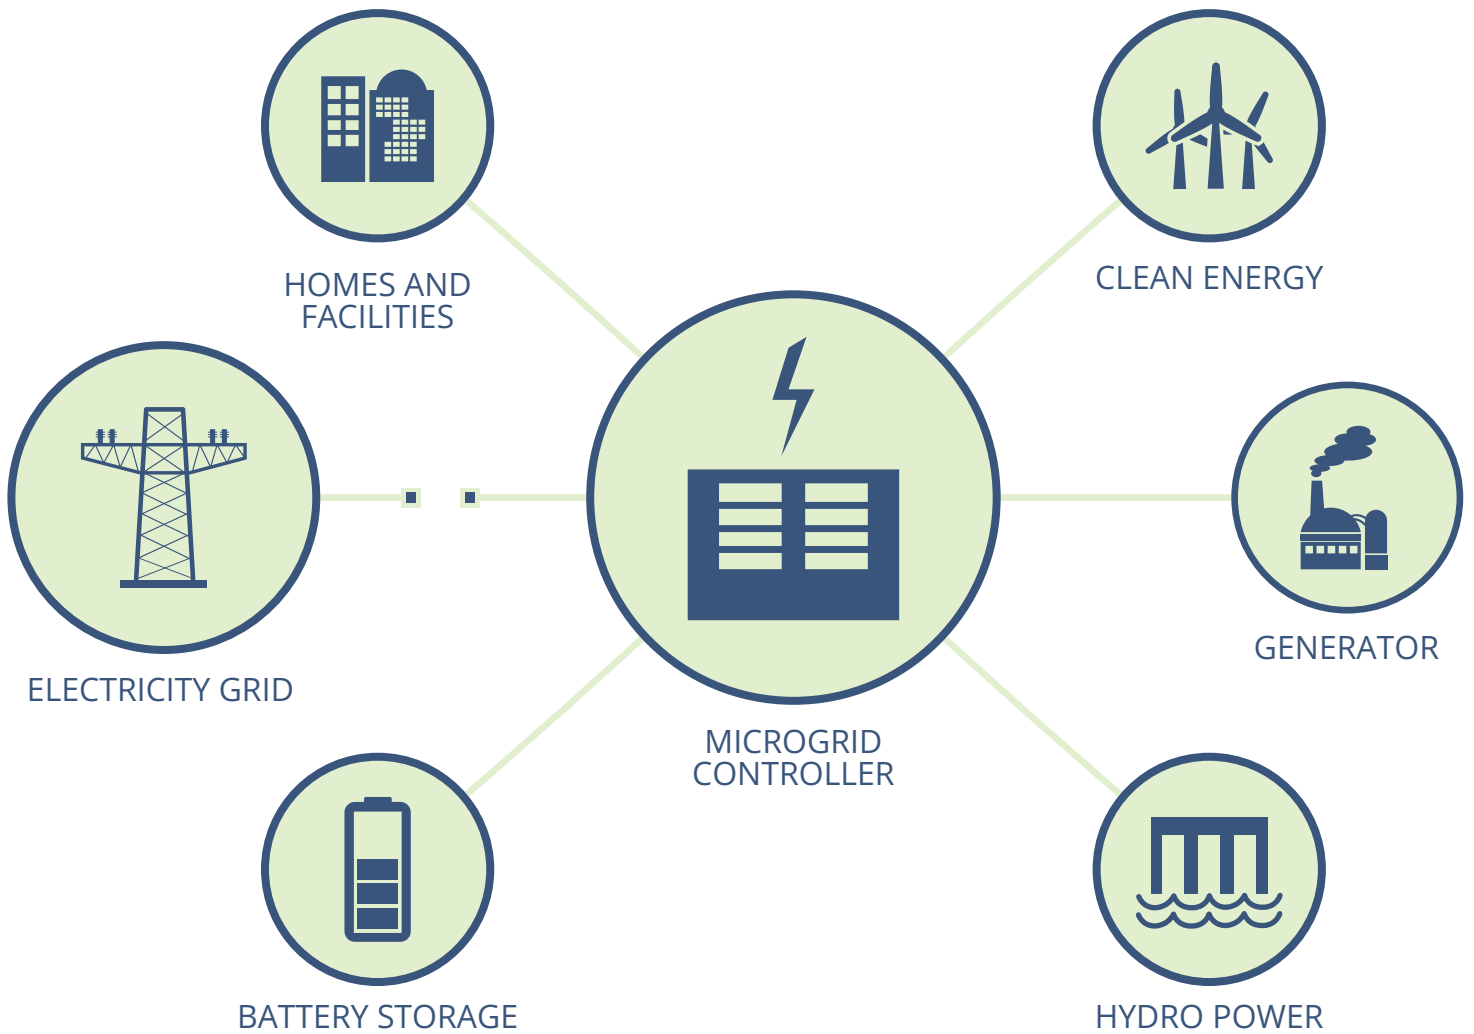 HOMES AND
FACILITIES
CLEAN ENERGY
ELECTRICITY GRID
GENERATOR
MICROGRID
CONTROLLER
BATTERY STORAGE
HYDRO POWER